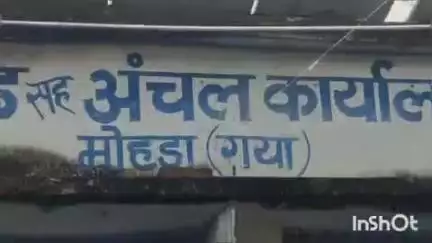 ड सह अंचल कार्याल
मोहड़ा (गया)
InShOt